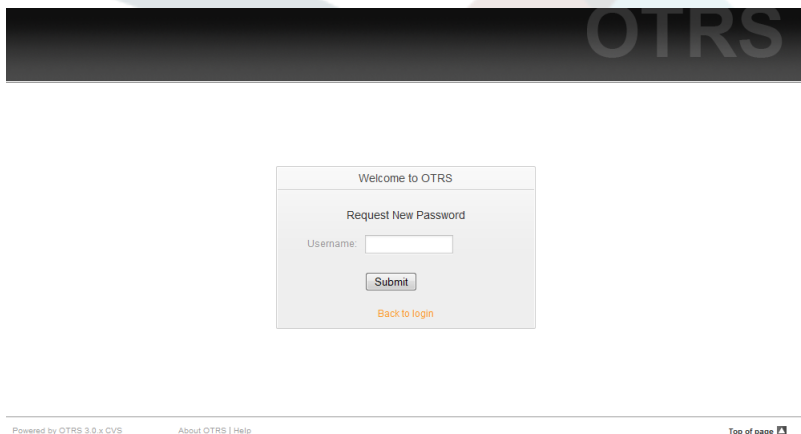 OTRS
Welcome to OTRS
Request New Password
Username:
Submit
Back to login
Powered by OTRS 3.0.x CVS About OTRS | Help Top of page